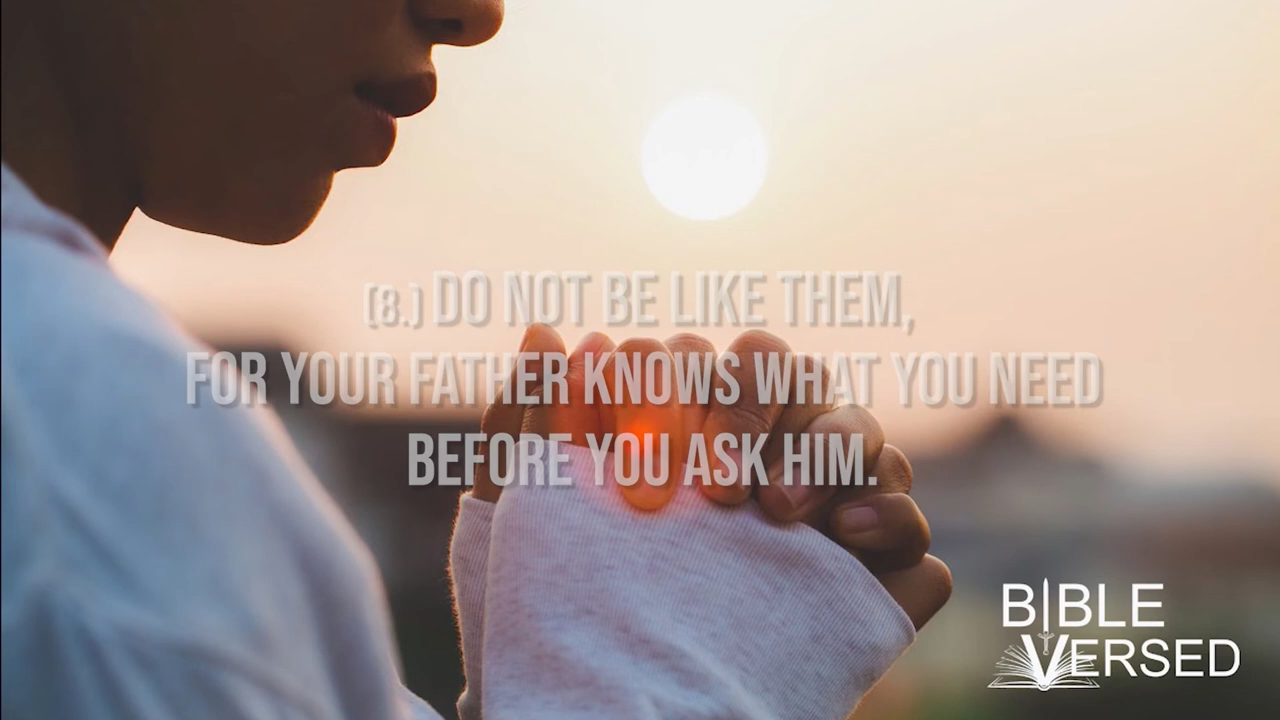 (8.) DO NOT BE LIKE THEM,
FOR YOUR FATHER KNOWS WHAT YOU NEED
BEFORE YOU ASK HIM.
BIBLE
VERSED